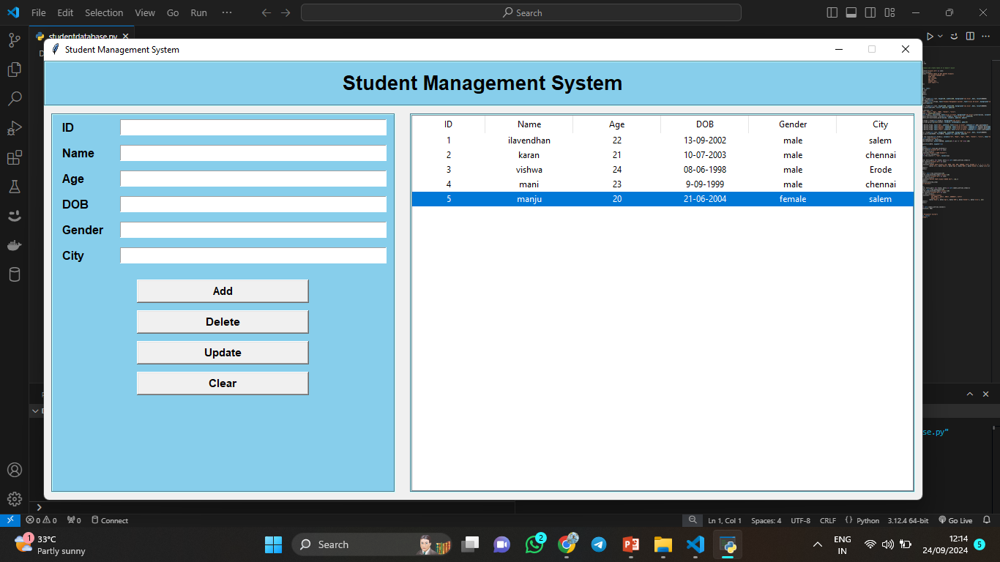 File Edit Selection View Go Run ··· Search
studentdatabase.py
Student Management System
Student Management System
ID
Name
Age
DOB
Gender
City
Add
Delete
Update
Clear
ID Name Age DOB Gender City
1 ilavendhan 22 13-09-2002 male salem
2 karan 21 10-07-2003 male chennai
3 vishwa 24 08-06-1998 male Erode
4 mani 23 9-09-1999 male chennai
5 manju 20 21-06-2004 female salem
se.py"
0 0 0 Connect Ln 1, Col 1 Spaces: 4 UTF-8 CRLF {} Python 3.12.4 64-bit Go Live
1 33°C
Partly sunny
Search
2
ENG
IN
12:14
24/09/2024
5